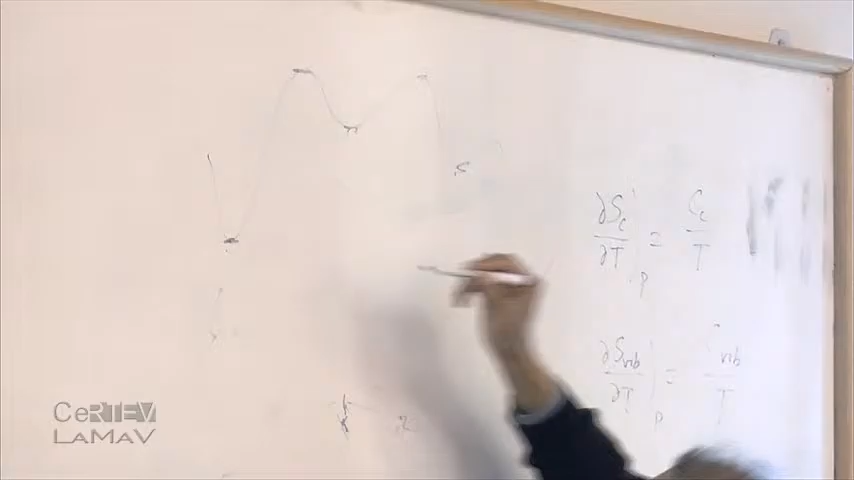 S
∂S_c/∂T |_P = C_c/T
∂S_vib/∂T |_P = C_vib/T
CeRTEV
LaMaV